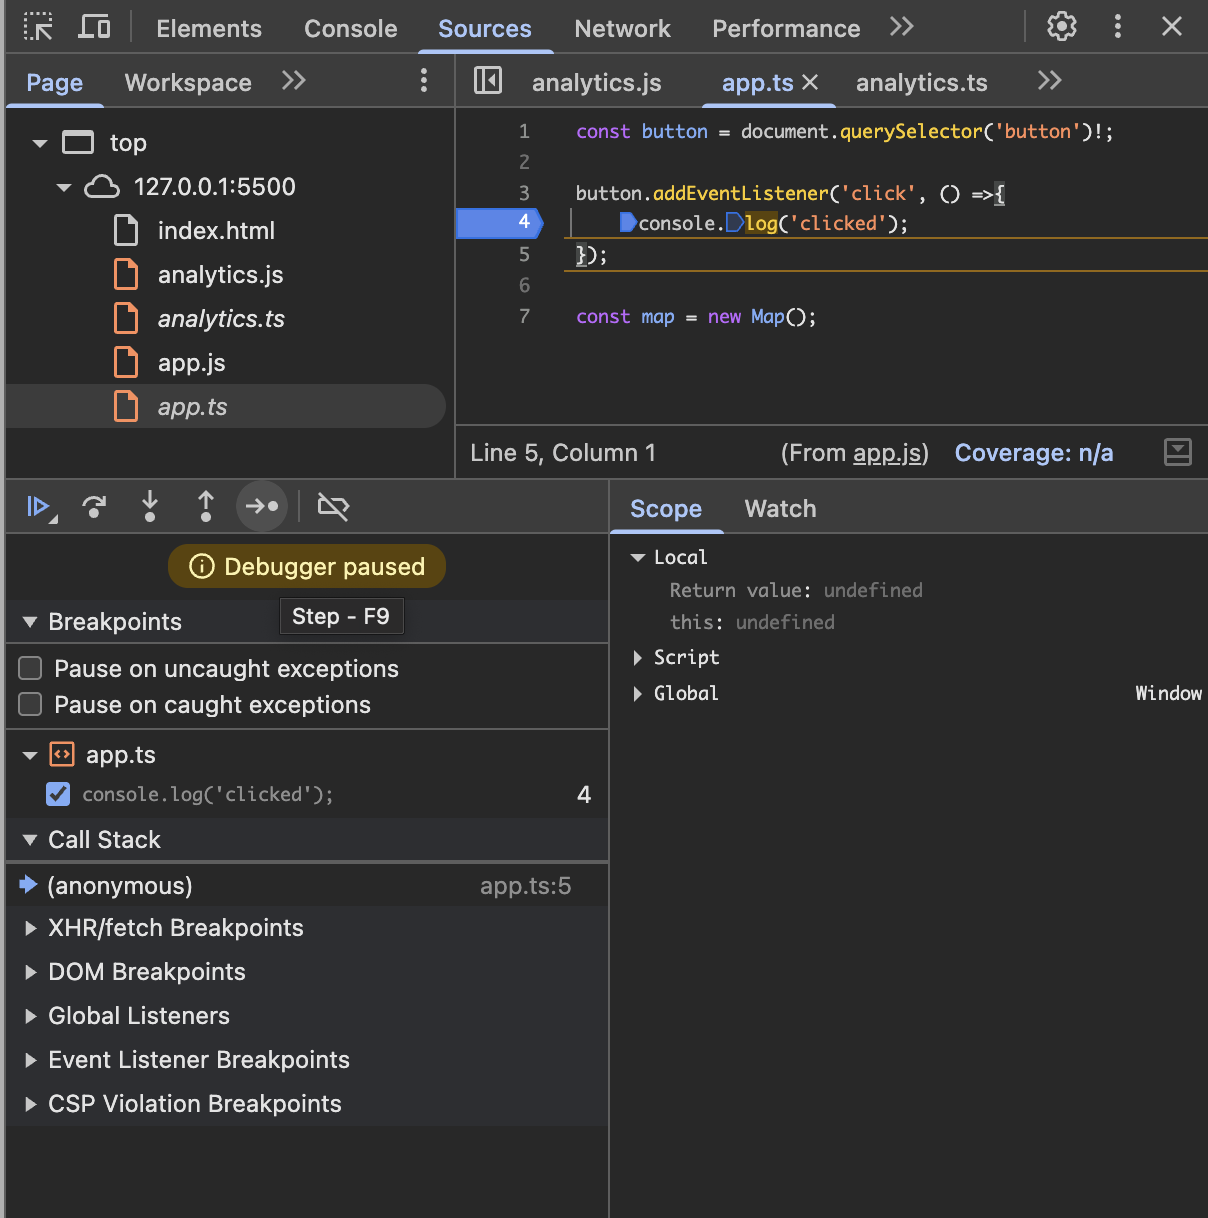 Elements Console Sources Network Performance
Page Workspace
analytics.js app.ts analytics.ts
top
127.0.0.1:5500
index.html
analytics.js
analytics.ts
app.js
app.ts
1 const button = document.querySelector('button')!;
2
3 button.addEventListener('click', () =>{
4 console.log('clicked');
5 });
6
7 const map = new Map();
Line 5, Column 1 (From app.js) Coverage: n/a
Debugger paused
Step - F9
Breakpoints
Pause on uncaught exceptions
Pause on caught exceptions
app.ts
console.log('clicked'); 4
Call Stack
(anonymous) app.ts:5
XHR/fetch Breakpoints
DOM Breakpoints
Global Listeners
Event Listener Breakpoints
CSP Violation Breakpoints
Scope Watch
Local
Return value: undefined
this: undefined
Script
Global Window